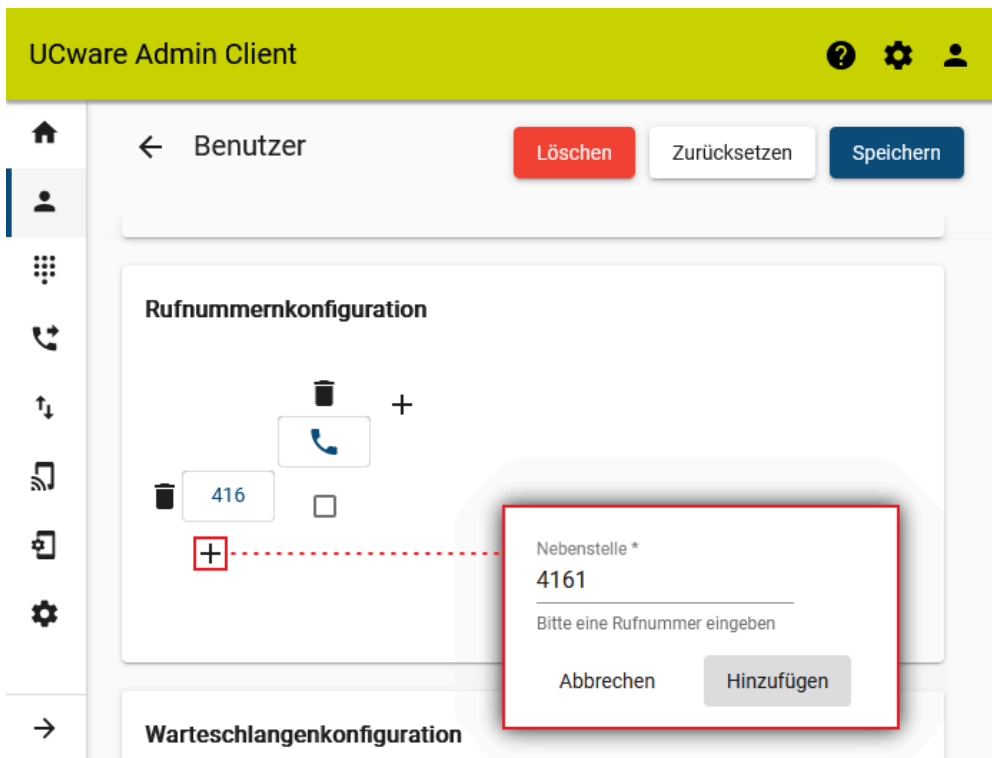 UCware Admin Client
Benutzer
Löschen
Zurücksetzen
Speichern
Rufnummernkonfiguration
416
Nebenstelle *
4161
Bitte eine Rufnummer eingeben
Abbrechen
Hinzufügen
Warteschlangenkonfiguration